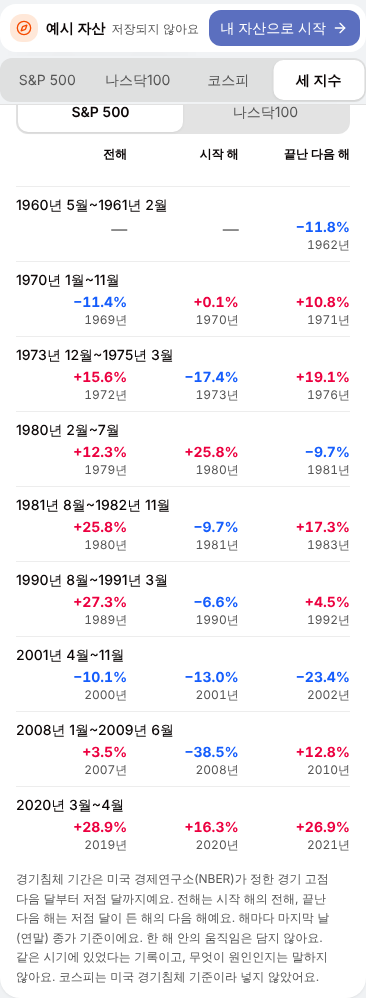 예시 자산 저장되지 않아요 내 자산으로 시작 →
S&P 500 나스닥100 코스피 세 지수
S&P 500 나스닥100
전해 시작 해 끝난 다음 해
1960년 5월~1961년 2월
— — −11.8%
1962년
1970년 1월~11월
−11.4% +0.1% +10.8%
1969년 1970년 1971년
1973년 12월~1975년 3월
+15.6% −17.4% +19.1%
1972년 1973년 1976년
1980년 2월~7월
+12.3% +25.8% −9.7%
1979년 1980년 1981년
1981년 8월~1982년 11월
+25.8% −9.7% +17.3%
1980년 1981년 1983년
1990년 8월~1991년 3월
+27.3% −6.6% +4.5%
1989년 1990년 1992년
2001년 4월~11월
−10.1% −13.0% −23.4%
2000년 2001년 2002년
2008년 1월~2009년 6월
+3.5% −38.5% +12.8%
2007년 2008년 2010년
2020년 3월~4월
+28.9% +16.3% +26.9%
2019년 2020년 2021년
경기침체 기간은 미국 경제연구소(NBER)가 정한 경기 고점
다음 달부터 저점 달까지예요. 전해는 시작 해의 전해, 끝난
다음 해는 저점 달이 든 해의 다음 해예요. 해마다 마지막 날
(연말) 종가 기준이에요. 한 해 안의 움직임은 담지 않아요.
같은 시기에 있었다는 기록이고, 무엇이 원인인지는 말하지
않아요. 코스피는 미국 경기침체 기준이라 넣지 않았어요.